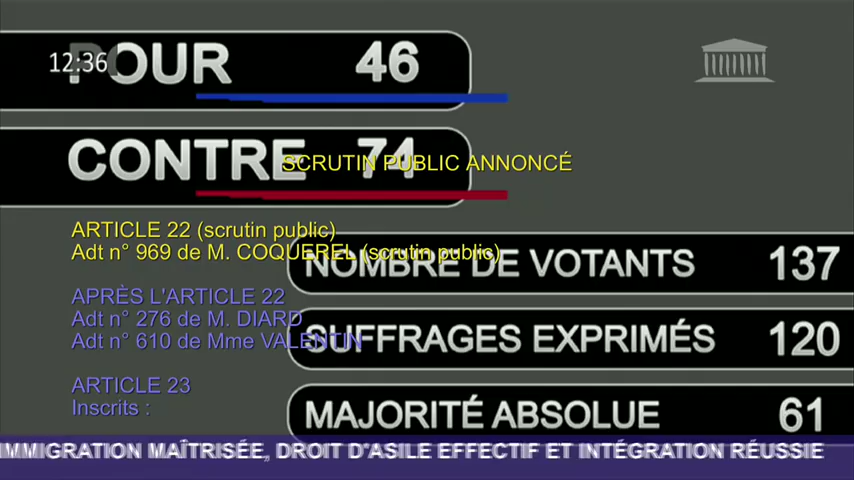 12:36
POUR 46
CONTRE 74
SCRUTIN PUBLIC ANNONCÉ
ARTICLE 22 (scrutin public)
Adt n° 969 de M. COQUEREL (scrutin public)
NOMBRE DE VOTANTS 137
APRÈS L'ARTICLE 22
Adt n° 276 de M. DIARD
Adt n° 610 de Mme VALENTIN
SUFFRAGES EXPRIMÉS 120
ARTICLE 23
Inscrits :
MAJORITÉ ABSOLUE 61
IMMIGRATION MAÎTRISÉE, DROIT D'ASILE EFFECTIF ET INTÉGRATION RÉUSSIE